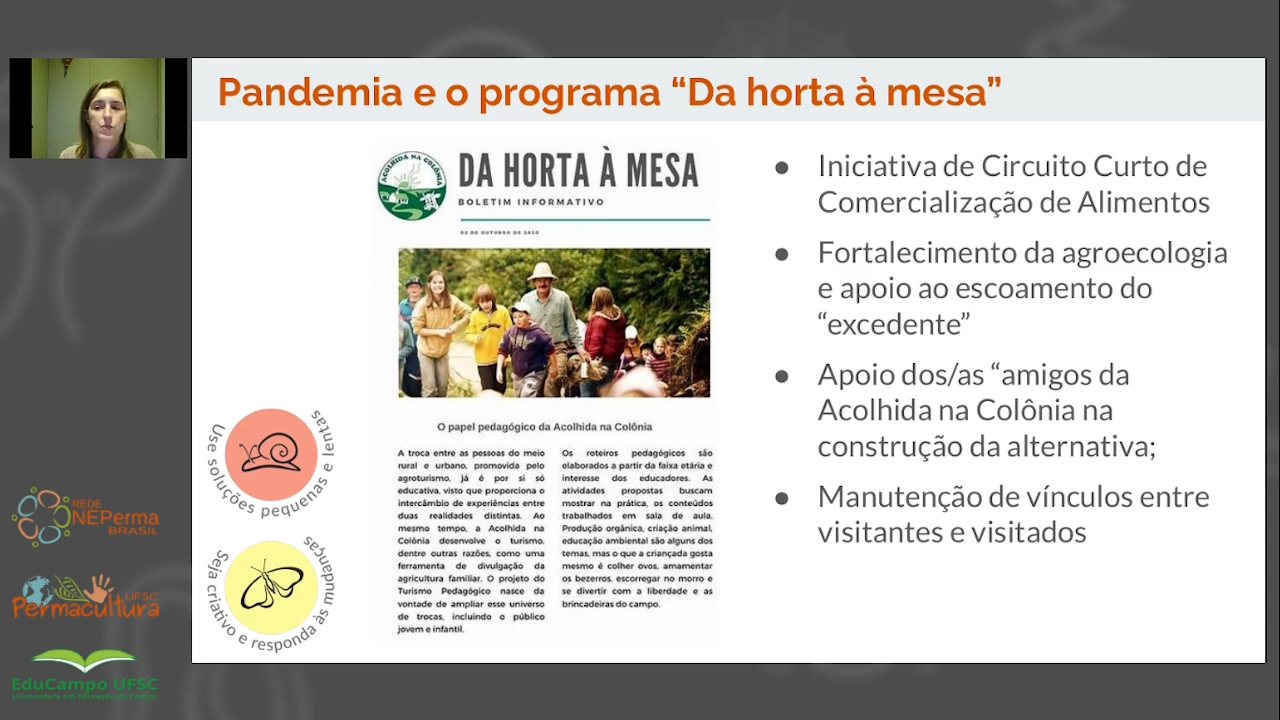 Pandemia e o programa “Da horta à mesa”
ACOLHIDA NA COLÔNIA
DA HORTA À MESA
BOLETIM INFORMATIVO
02 DE OUTUBRO DE 2020
O papel pedagógico da Acolhida na Colônia
A troca entre as pessoas do meio
rural e urbano, promovida pelo
agroturismo, já é por si só
educativa, visto que proporciona o
intercâmbio de experiências entre
duas realidades distintas. Ao
mesmo tempo, a Acolhida na
Colônia desenvolve o turismo,
dentre outras razões, como uma
ferramenta de divulgação da
agricultura familiar. O projeto do
Turismo Pedagógico nasce da
vontade de ampliar esse universo
de trocas, incluindo o público
jovem e infantil.
Os roteiros pedagógicos são
elaborados a partir da faixa etária e
interesse dos educadores. As
atividades propostas buscam
mostrar na prática, os conteúdos
trabalhados em sala de aula.
Produção orgânica, criação animal,
educação ambiental são alguns dos
temas, mas o que a criançada gosta
mesmo é colher ovos, amamentar
os bezerros, escorregar no morro e
se divertir com a liberdade e as
brincadeiras do campo.
● Iniciativa de Circuito Curto de
Comercialização de Alimentos
● Fortalecimento da agroecologia
e apoio ao escoamento do
“excedente”
● Apoio dos/as “amigos da
Acolhida na Colônia na
construção da alternativa;
● Manutenção de vínculos entre
visitantes e visitados
Use soluções pequenas e lentas
Seja criativo e responda às mudanças
REDE
NEPerma
BRASIL
UFSC
Permacultura
EduCampo UFSC
Licenciatura em Educação do Campo